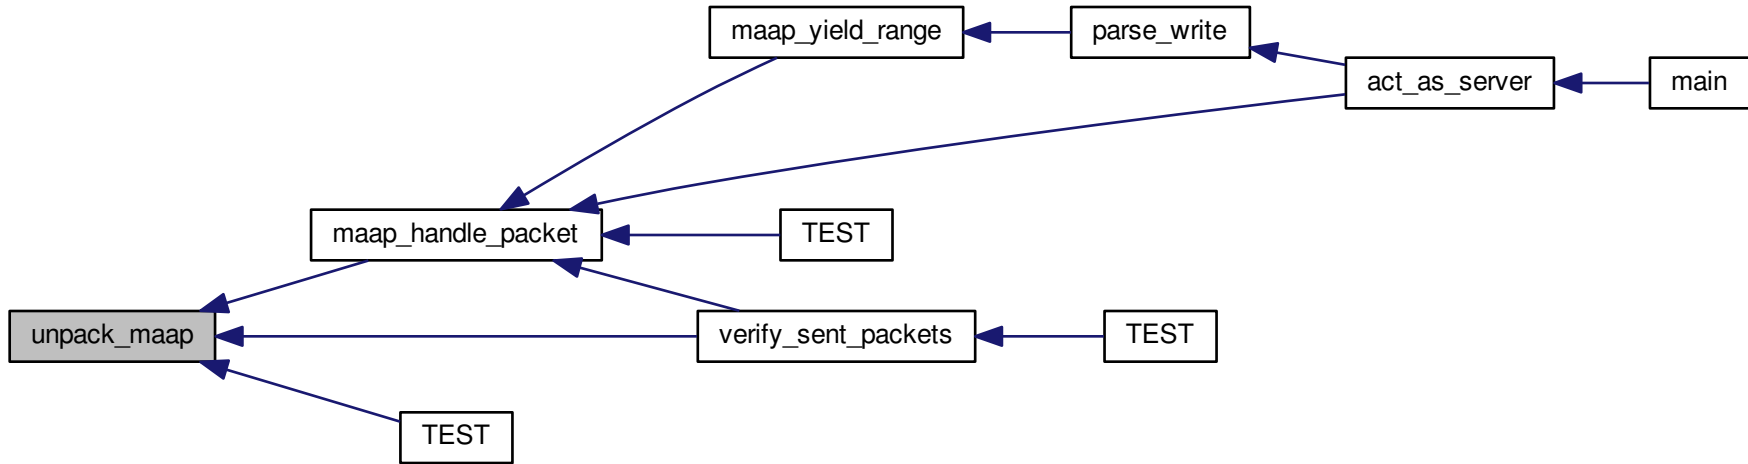 maap_yield_range
parse_write
act_as_server
main
maap_handle_packet
TEST
unpack_maap
verify_sent_packets
TEST
TEST